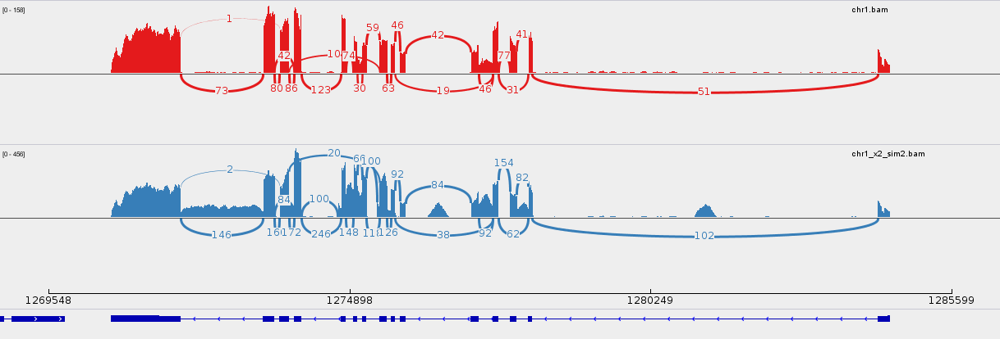 [0 - 158] chr1.bam
1 59 46 42 41
42 10 74 77
73 80 86 123 30 63 19 46 31 51
[0 - 456] chr1_x2_sim2.bam
2 20 66 100 92 84 154 82
84 100
146 160 172 246 148 118 126 38 92 62 102
1269548 1274898 1280249 1285599